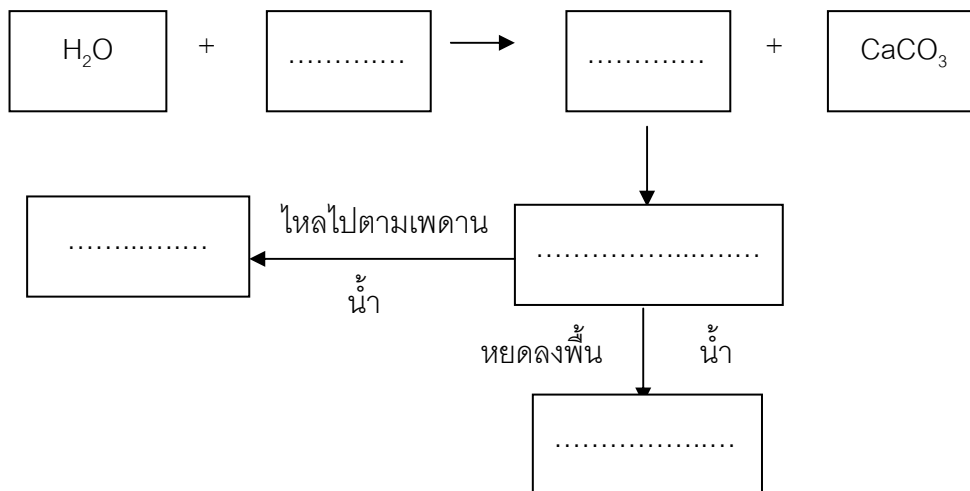 H₂O + ............. → ............. + CaCO₃
............... ไหลไปตามเพดาน .........................
น้ำ
หยดลงพื้น น้ำ
....................